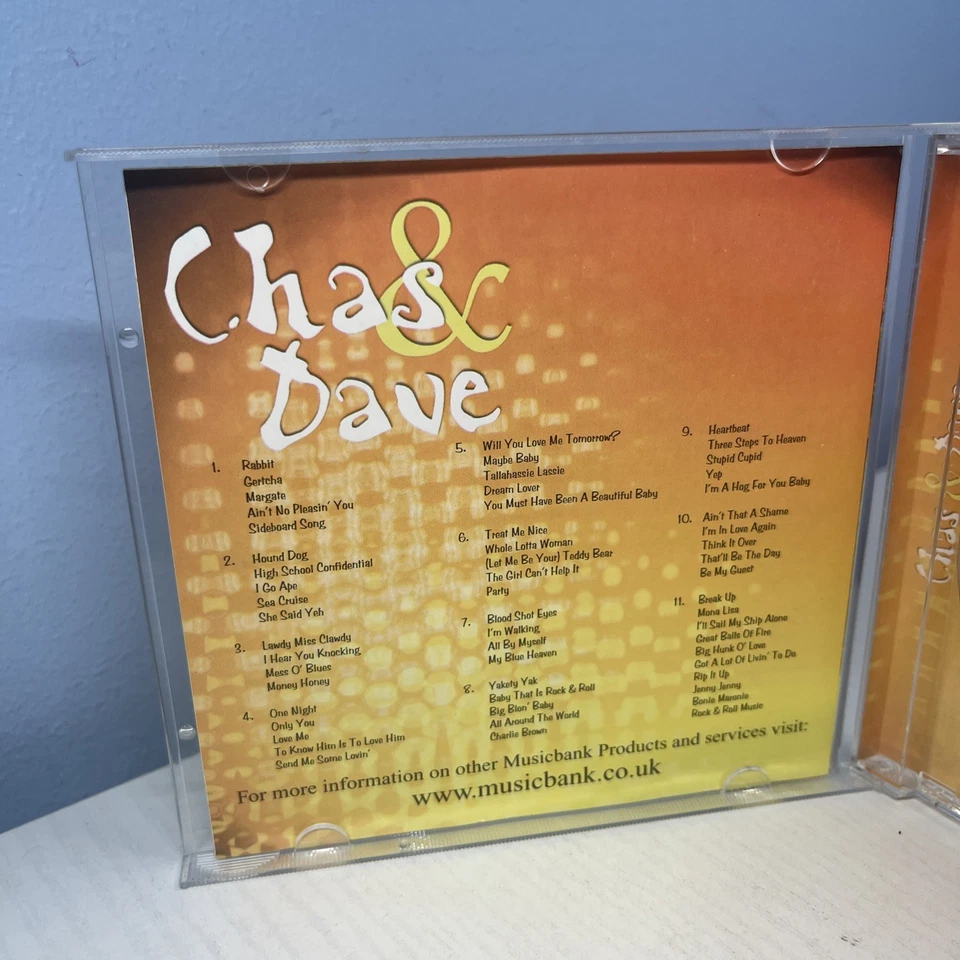 Chas
&
Dave
1. Rabbit
Gertcha
Margate
Ain't No Pleasin' You
Sideboard Song
2. Hound Dog
High School Confidential
I Go Ape
Sea Cruise
She Said Yeh
3. Lawdy Miss Clawdy
I Hear You Knocking
Mess O' Blues
Money Honey
4. One Night
Only You
Love Me
To Know Him Is To Love Him
Send Me Some Lovin'
5. Will You Love Me Tomorrow?
Maybe Baby
Tallahassie Lassie
Dream Lover
You Must Have Been A Beautiful Baby
6. Treat Me Nice
Whole Lotta Woman
(Let Me Be Your) Teddy Bear
The Girl Can't Help It
Party
7. Blood Shot Eyes
I'm Walking
All By Myself
My Blue Heaven
8. Yakety Yak
Baby That Is Rock & Roll
Big Blon' Baby
All Around The World
Charlie Brown
9. Heartbeat
Three Steps To Heaven
Stupid Cupid
Yep
I'm A Hog For You Baby
10. Ain't That A Shame
I'm In Love Again
Think It Over
That'll Be The Day
Be My Guest
11. Break Up
Mona Lisa
I'll Sail My Ship Alone
Great Balls Of Fire
Big Hunk O' Love
Got A Lot Of Livin' To Do
Rip It Up
Jenny Jenny
Bonie Maronie
Rock & Roll Music
For more information on other Musicbank Products and services visit:
www.musicbank.co.uk
Chas &